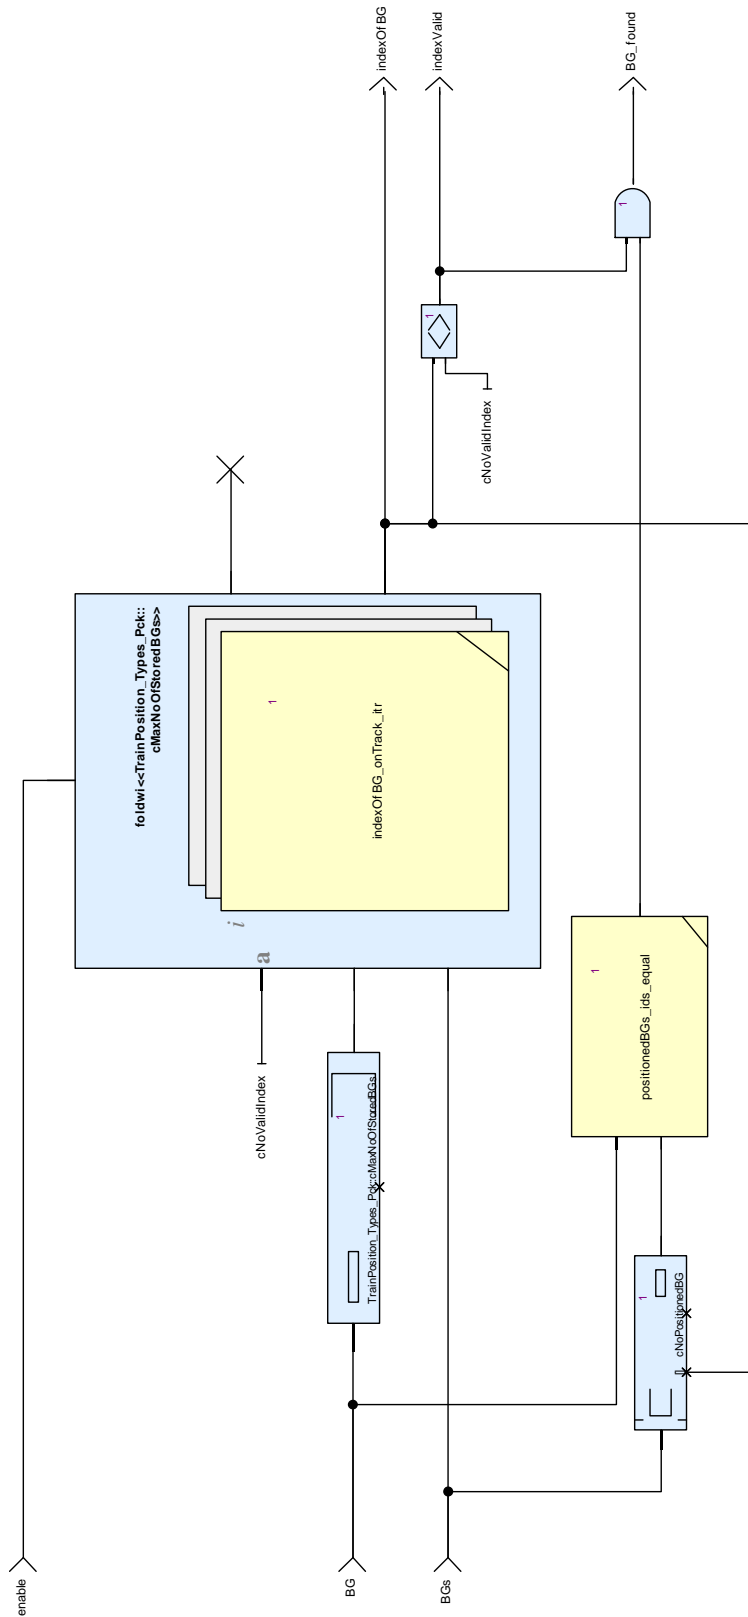 enable
BG
BGs
cNoValidIndex
1
TrainPosition_Types_Pck::cMaxNoOfStoredBGs
foldwi<<TrainPosition_Types_Pck::
cMaxNoOfStoredBGs>>
a
i
1
indexOfBG_onTrack_itr
1
cNoPositionedBG
1
positionedBGs_ids_equal
1
cNoValidIndex
1
indexOfBG
indexValid
BG_found